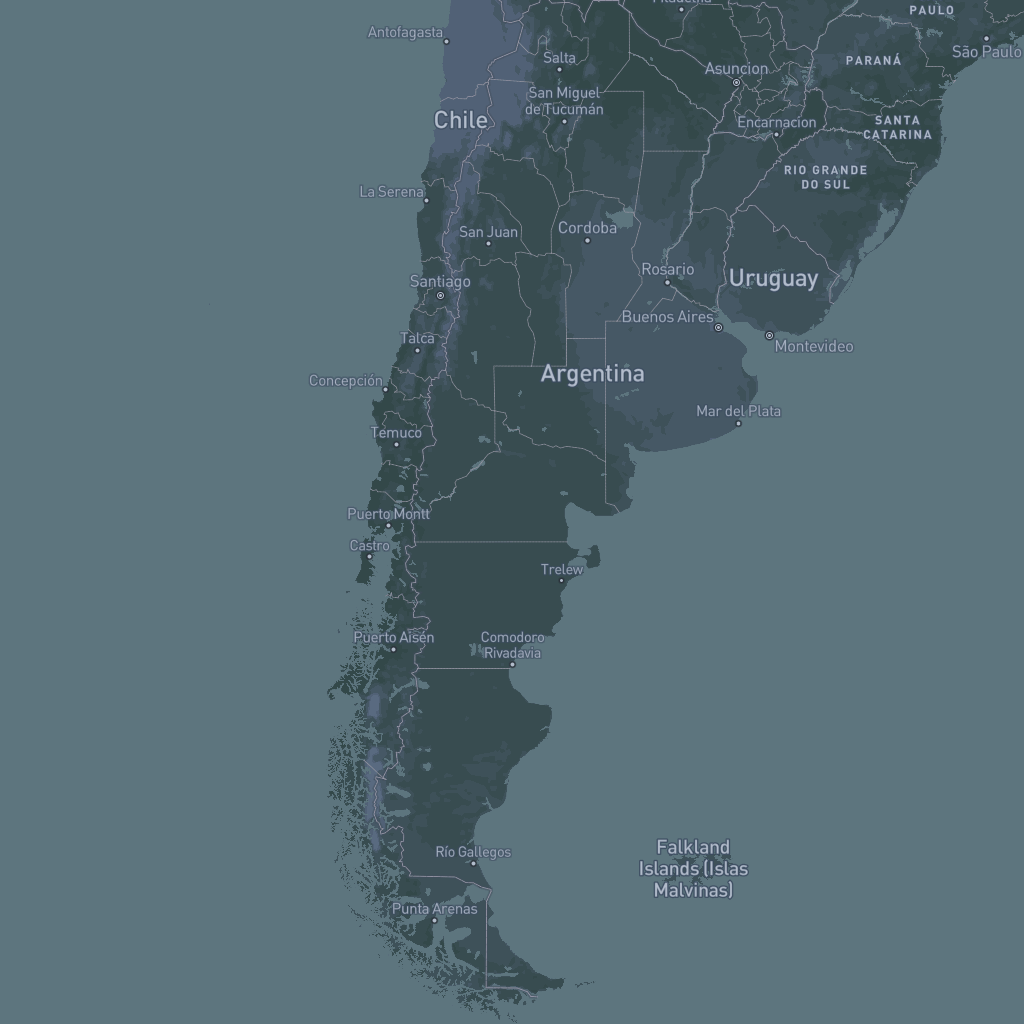 PAULO
Antofagasta
São Paulo
Salta
PARANÁ
Asuncion
San Miguel
de Tucumán
Chile
Encarnacion
SANTA
CATARINA
RIO GRANDE
DO SUL
La Serena
San Juan
Cordoba
Rosario
Uruguay
Santiago
Buenos Aires
Talca
Montevideo
Argentina
Concepción
Mar del Plata
Temuco
Puerto Montt
Castro
Trelew
Puerto Aisén
Comodoro
Rivadavia
Río Gallegos
Falkland
Islands (Islas
Malvinas)
Punta Arenas